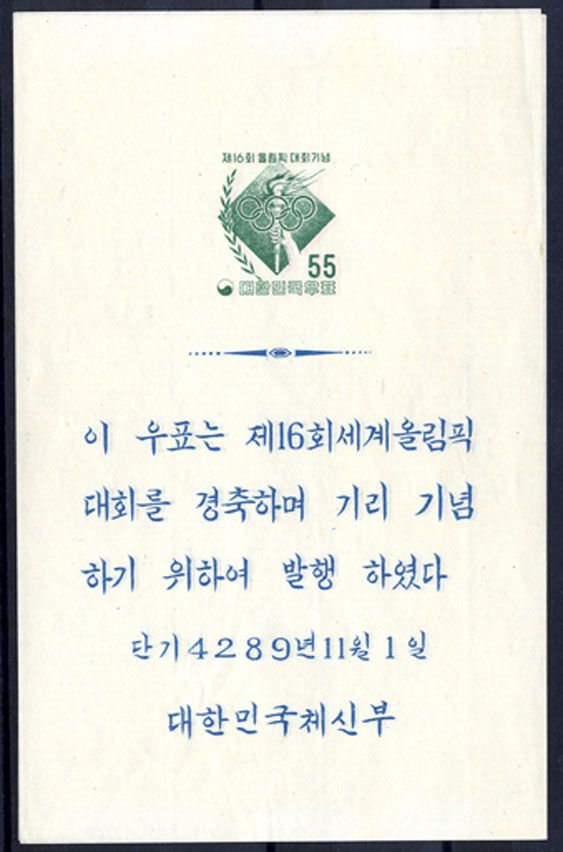 제16회 올림픽 대회기념
55
대한민국우표
이 우표는 제16회세계올림픽
대회를 경축하며 기리 기념
하기 위하여 발행 하였다
단기4289년11월1일
대한민국체신부